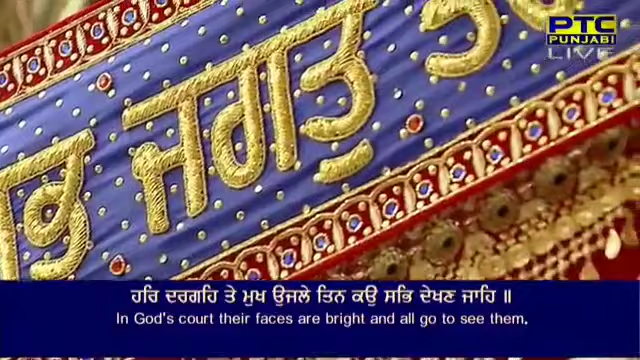 PTC
PUNJABI
LIVE
ਜਗਤੁ
ਹਰਿ ਦਰਗਹਿ ਤੇ ਮੁਖ ਉਜਲੇ ਤਿਨ ਕਉ ਸਭਿ ਦੇਖਣ ਜਾਹਿ ॥
In God's court their faces are bright and all go to see them.